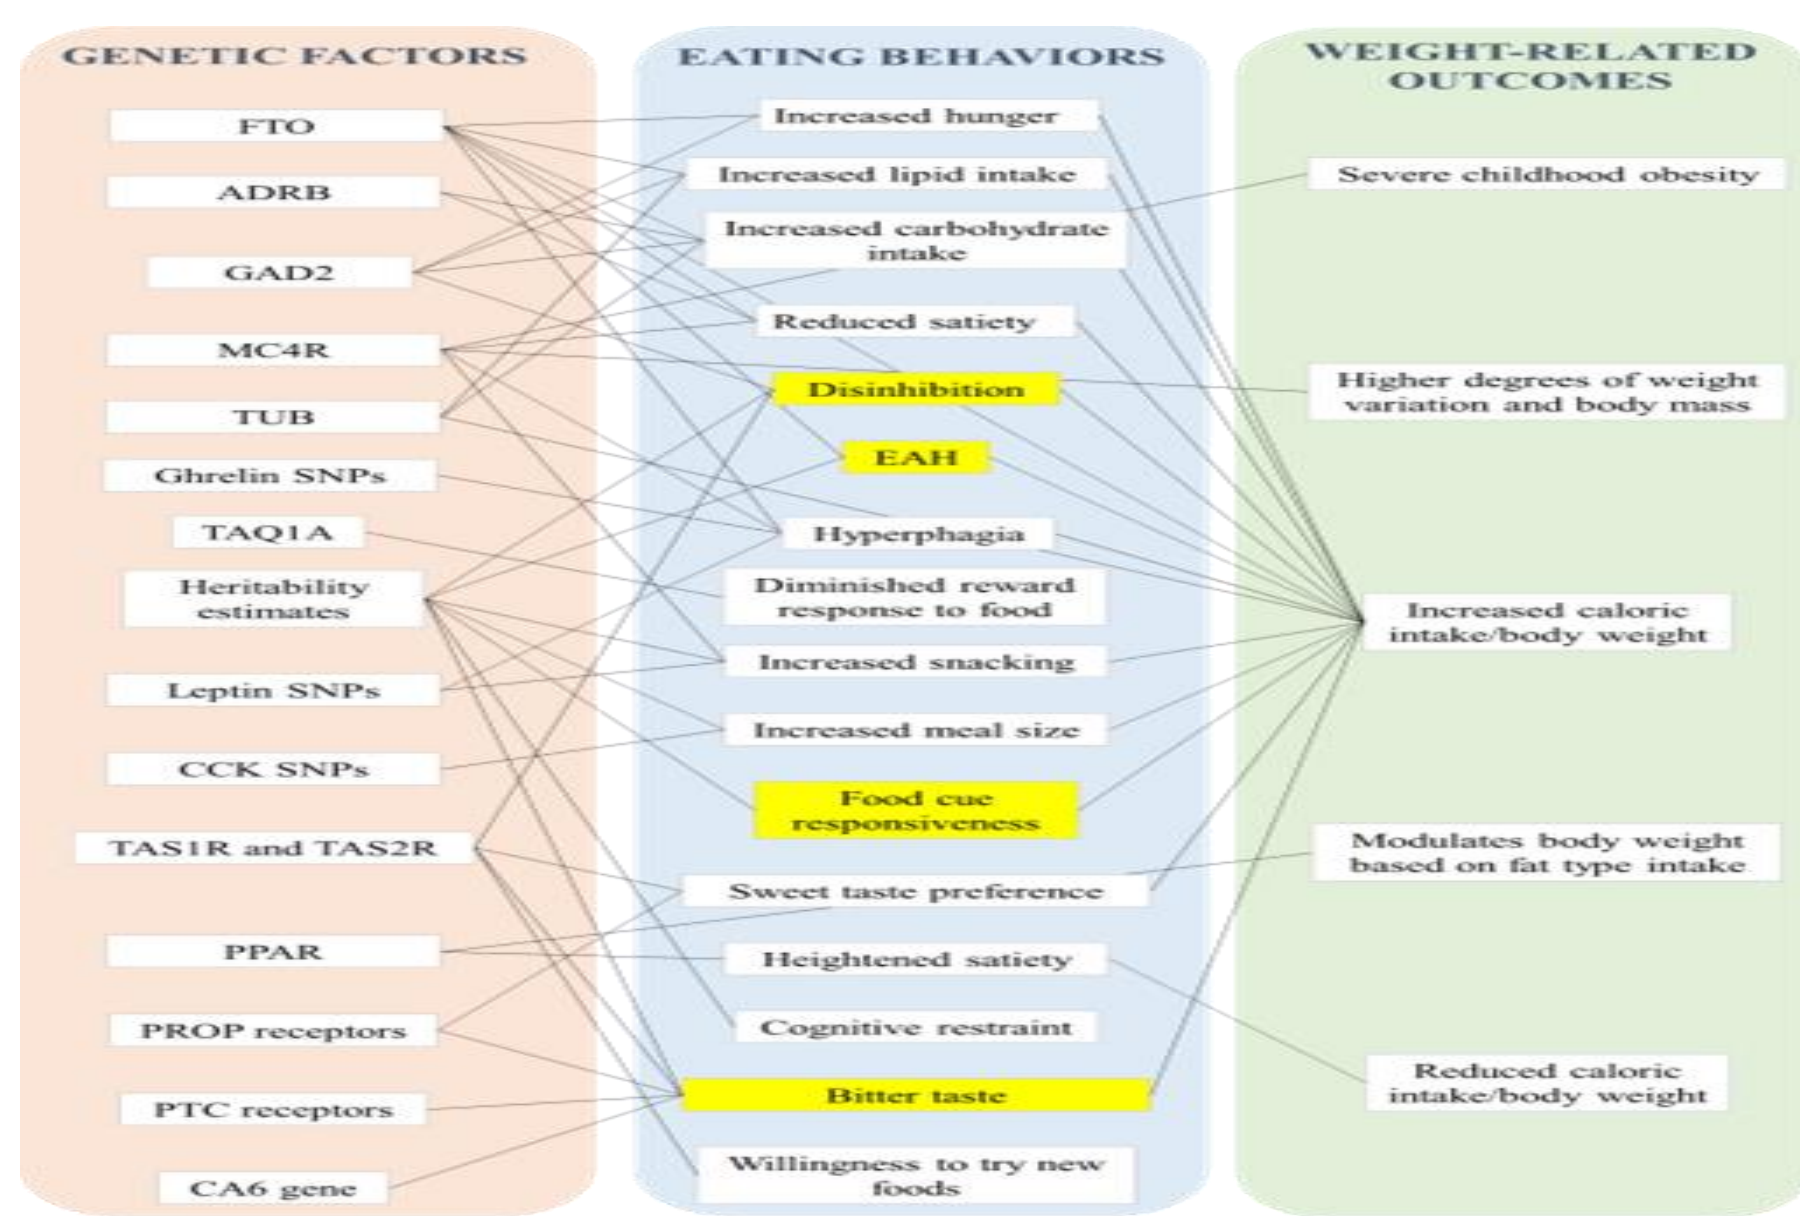 GENETIC FACTORS
FTO
ADRB
GAD2
MC4R
TUB
Ghrelin SNPs
TAQ1A
Heritability
estimates
Leptin SNPs
CCK SNPs
TAS1R and TAS2R
PPAR
PROP receptors
PTC receptors
CA6 gene
EATING BEHAVIORS
Increased hunger
Increased lipid intake
Increased carbohydrate
intake
Reduced satiety
Disinhibition
EAH
Hyperphagia
Diminished reward
response to food
Increased snacking
Increased meal size
Food cue
responsiveness
Sweet taste preference
Heightened satiety
Cognitive restraint
Bitter taste
Willingness to try new
foods
WEIGHT-RELATED
OUTCOMES
Severe childhood obesity
Higher degrees of weight
variation and body mass
Increased caloric
intake/body weight
Modulates body weight
based on fat type intake
Reduced caloric
intake/body weight